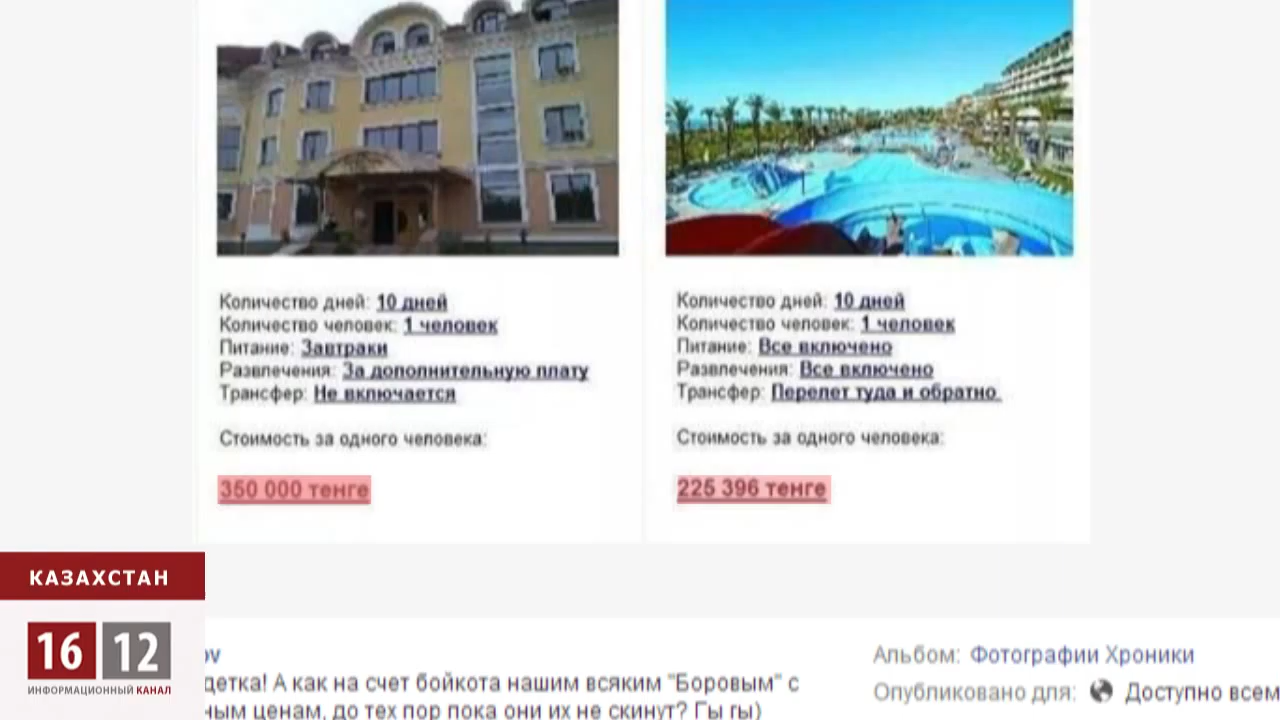 Количество дней: 10 дней
Количество человек: 1 человек
Питание: Завтраки
Развлечения: За дополнительную плату
Трансфер: Не включается
Стоимость за одного человека:
350 000 тенге
Количество дней: 10 дней
Количество человек: 1 человек
Питание: Все включено
Развлечения: Все включено
Трансфер: Перелет туда и обратно
Стоимость за одного человека:
225 396 тенге
КАЗАХСТАН
16 12
ИНФОРМАЦИОННЫЙ КАНАЛ
ov
детка! А как на счет бойкота нашим всяким "Боровым" с
ным ценам, до тех пор пока они их не скинут? Гы гы)
Альбом: Фотографии Хроники
Опубликовано для: Доступно всем